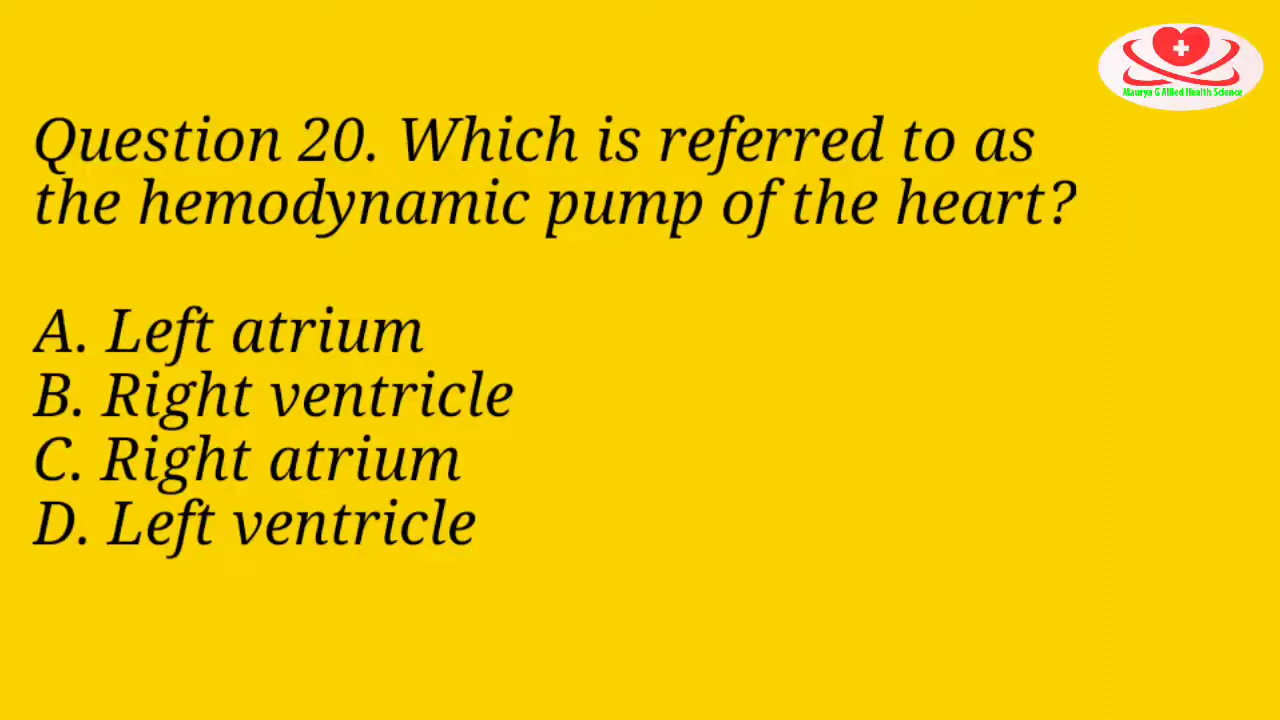 Maurya G Allied Health Science
Question 20. Which is referred to as
the hemodynamic pump of the heart?
A. Left atrium
B. Right ventricle
C. Right atrium
D. Left ventricle